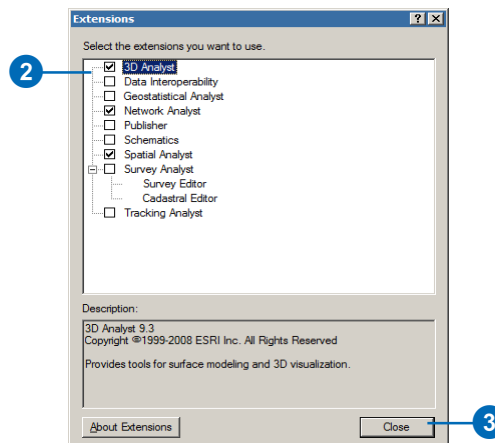 Extensions
Select the extensions you want to use.
2
3D Analyst
Data Interoperability
Geostatistical Analyst
Network Analyst
Publisher
Schematics
Spatial Analyst
Survey Analyst
Survey Editor
Cadastral Editor
Tracking Analyst
Description:
3D Analyst 9.3
Copyright ©1999-2008 ESRI Inc. All Rights Reserved
Provides tools for surface modeling and 3D visualization.
About Extensions
Close
3